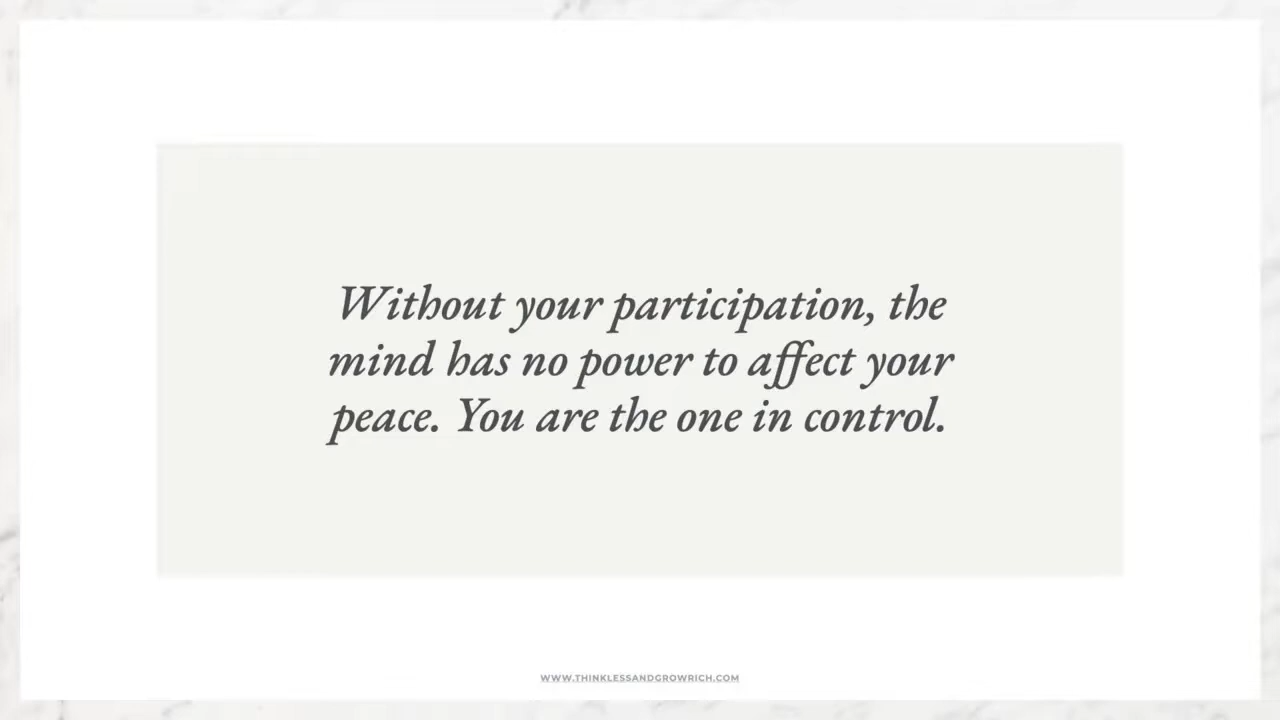 Without your participation, the
mind has no power to affect your
peace. You are the one in control.
WWW.THINKLESSANDGROWRICH.COM